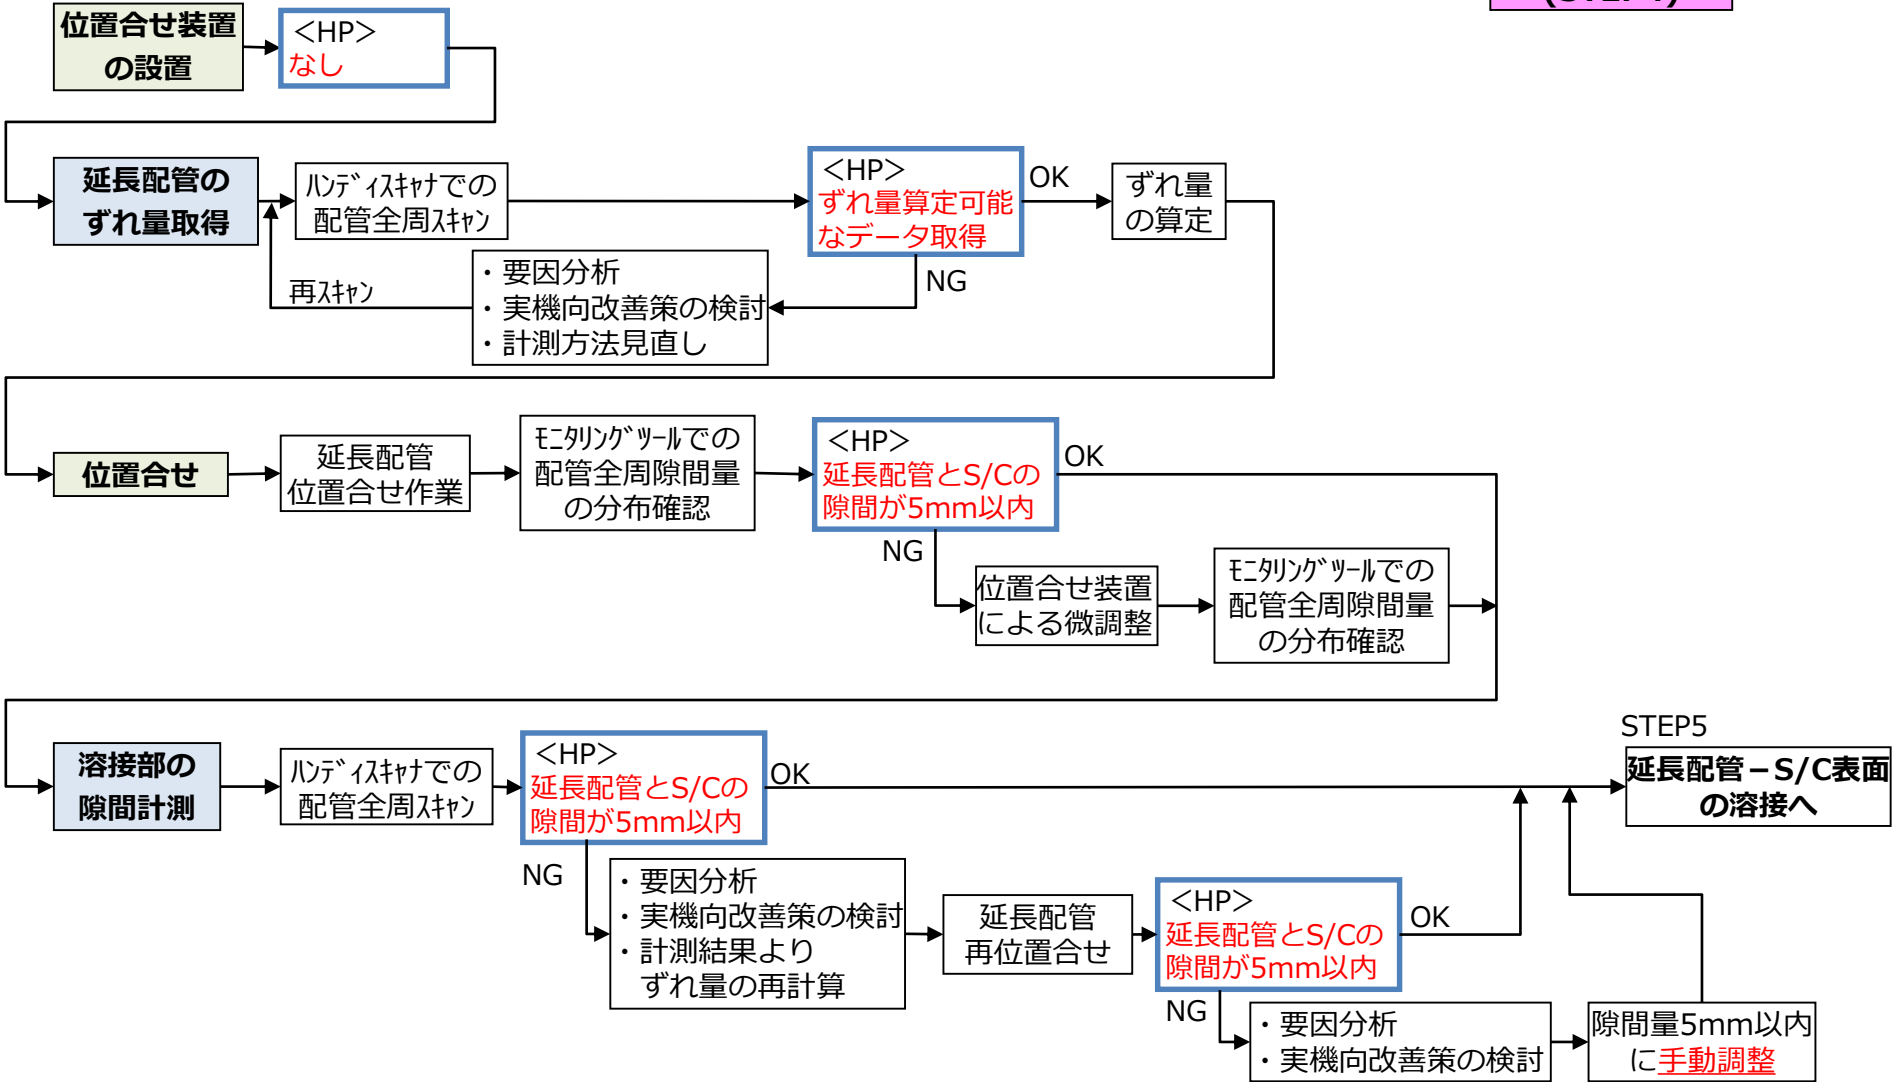 (STEP4)
位置合せ装置
の設置
＜HP＞
なし
延長配管の
ずれ量取得
ﾊﾝﾃﾞｨｽｷｬﾅでの
配管全周ｽｷｬﾝ
＜HP＞
ずれ量算定可能
なデータ取得
OK
ずれ量
の算定
NG
再ｽｷｬﾝ
・要因分析
・実機向改善策の検討
・計測方法見直し
位置合せ
延長配管
位置合せ作業
ﾓﾆﾀﾘﾝｸﾞﾂｰﾙでの
配管全周隙間量
の分布確認
＜HP＞
延長配管とS/Cの
隙間が5mm以内
OK
NG
位置合せ装置
による微調整
ﾓﾆﾀﾘﾝｸﾞﾂｰﾙでの
配管全周隙間量
の分布確認
溶接部の
隙間計測
ﾊﾝﾃﾞｨｽｷｬﾅでの
配管全周ｽｷｬﾝ
＜HP＞
延長配管とS/Cの
隙間が5mm以内
OK
STEP5
延長配管－S/C表面
の溶接へ
NG
・要因分析
・実機向改善策の検討
・計測結果より
ずれ量の再計算
延長配管
再位置合せ
＜HP＞
延長配管とS/Cの
隙間が5mm以内
OK
NG
・要因分析
・実機向改善策の検討
隙間量5mm以内
に手動調整